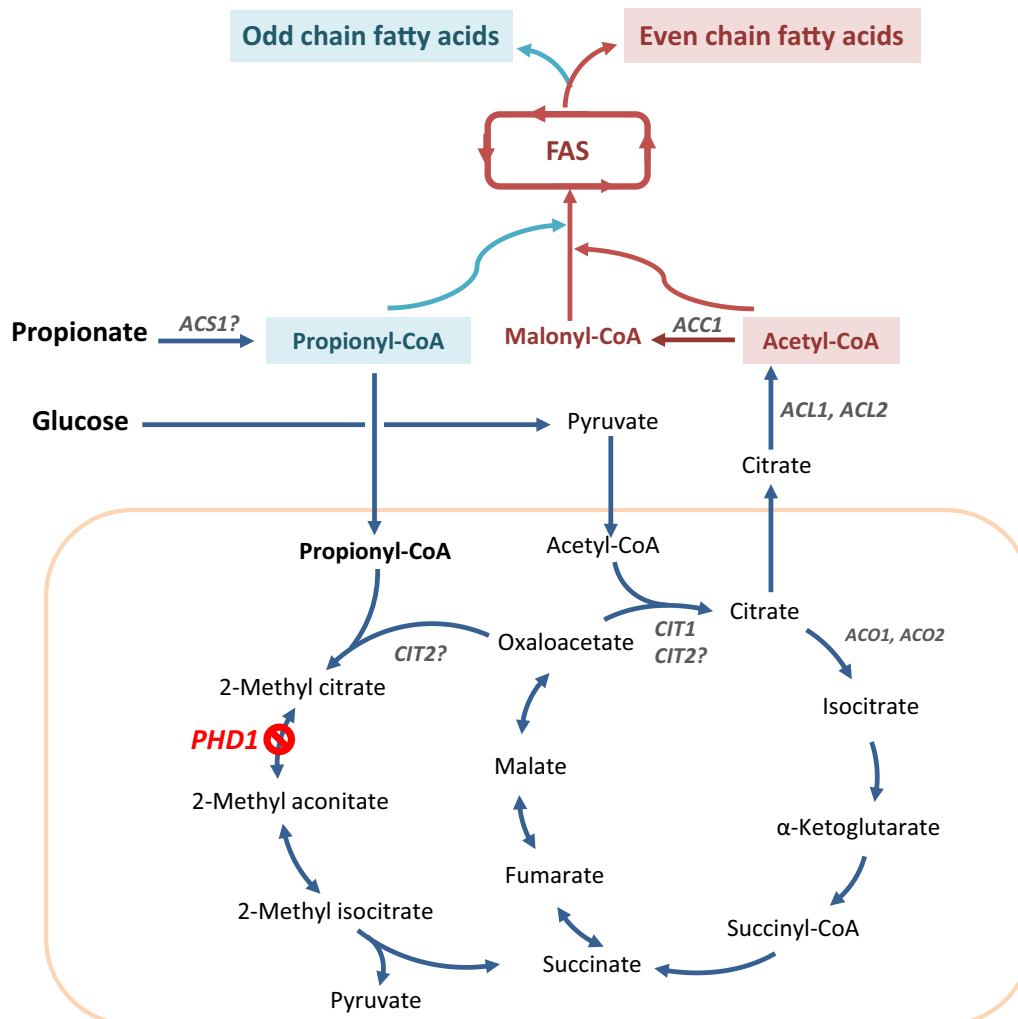 Odd chain fatty acids
Even chain fatty acids
FAS
Propionate
ACS1?
Propionyl-CoA
Malonyl-CoA
ACC1
Acetyl-CoA
Glucose
Pyruvate
ACL1, ACL2
Citrate
Propionyl-CoA
Acetyl-CoA
Citrate
CIT2?
Oxaloacetate
CIT1
CIT2?
ACO1, ACO2
2-Methyl citrate
Isocitrate
PHD1
Malate
2-Methyl aconitate
α-Ketoglutarate
Fumarate
2-Methyl isocitrate
Succinyl-CoA
Succinate
Pyruvate